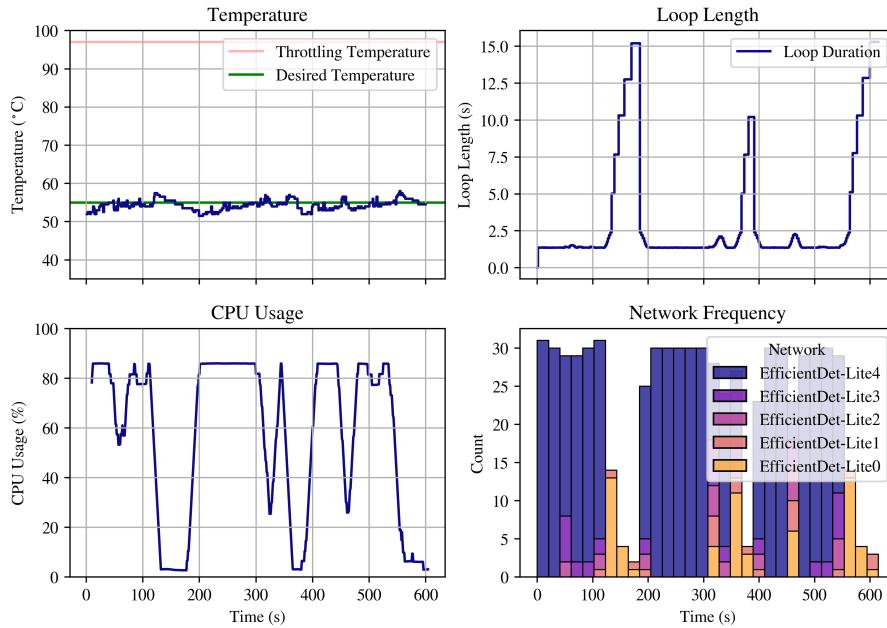 Temperature
100
90
80
70
60
50
40
Temperature (°C)
Throttling Temperature
Desired Temperature
Loop Length
15.0
12.5
10.0
7.5
5.0
2.5
0.0
Loop Length (s)
Loop Duration
CPU Usage
100
80
60
40
20
0
CPU Usage (%)
0 100 200 300 400 500 600
Time (s)
Network Frequency
30
25
20
15
10
5
0
Count
Network
EfficientDet-Lite4
EfficientDet-Lite3
EfficientDet-Lite2
EfficientDet-Lite1
EfficientDet-Lite0
0 100 200 300 400 500 600
Time (s)